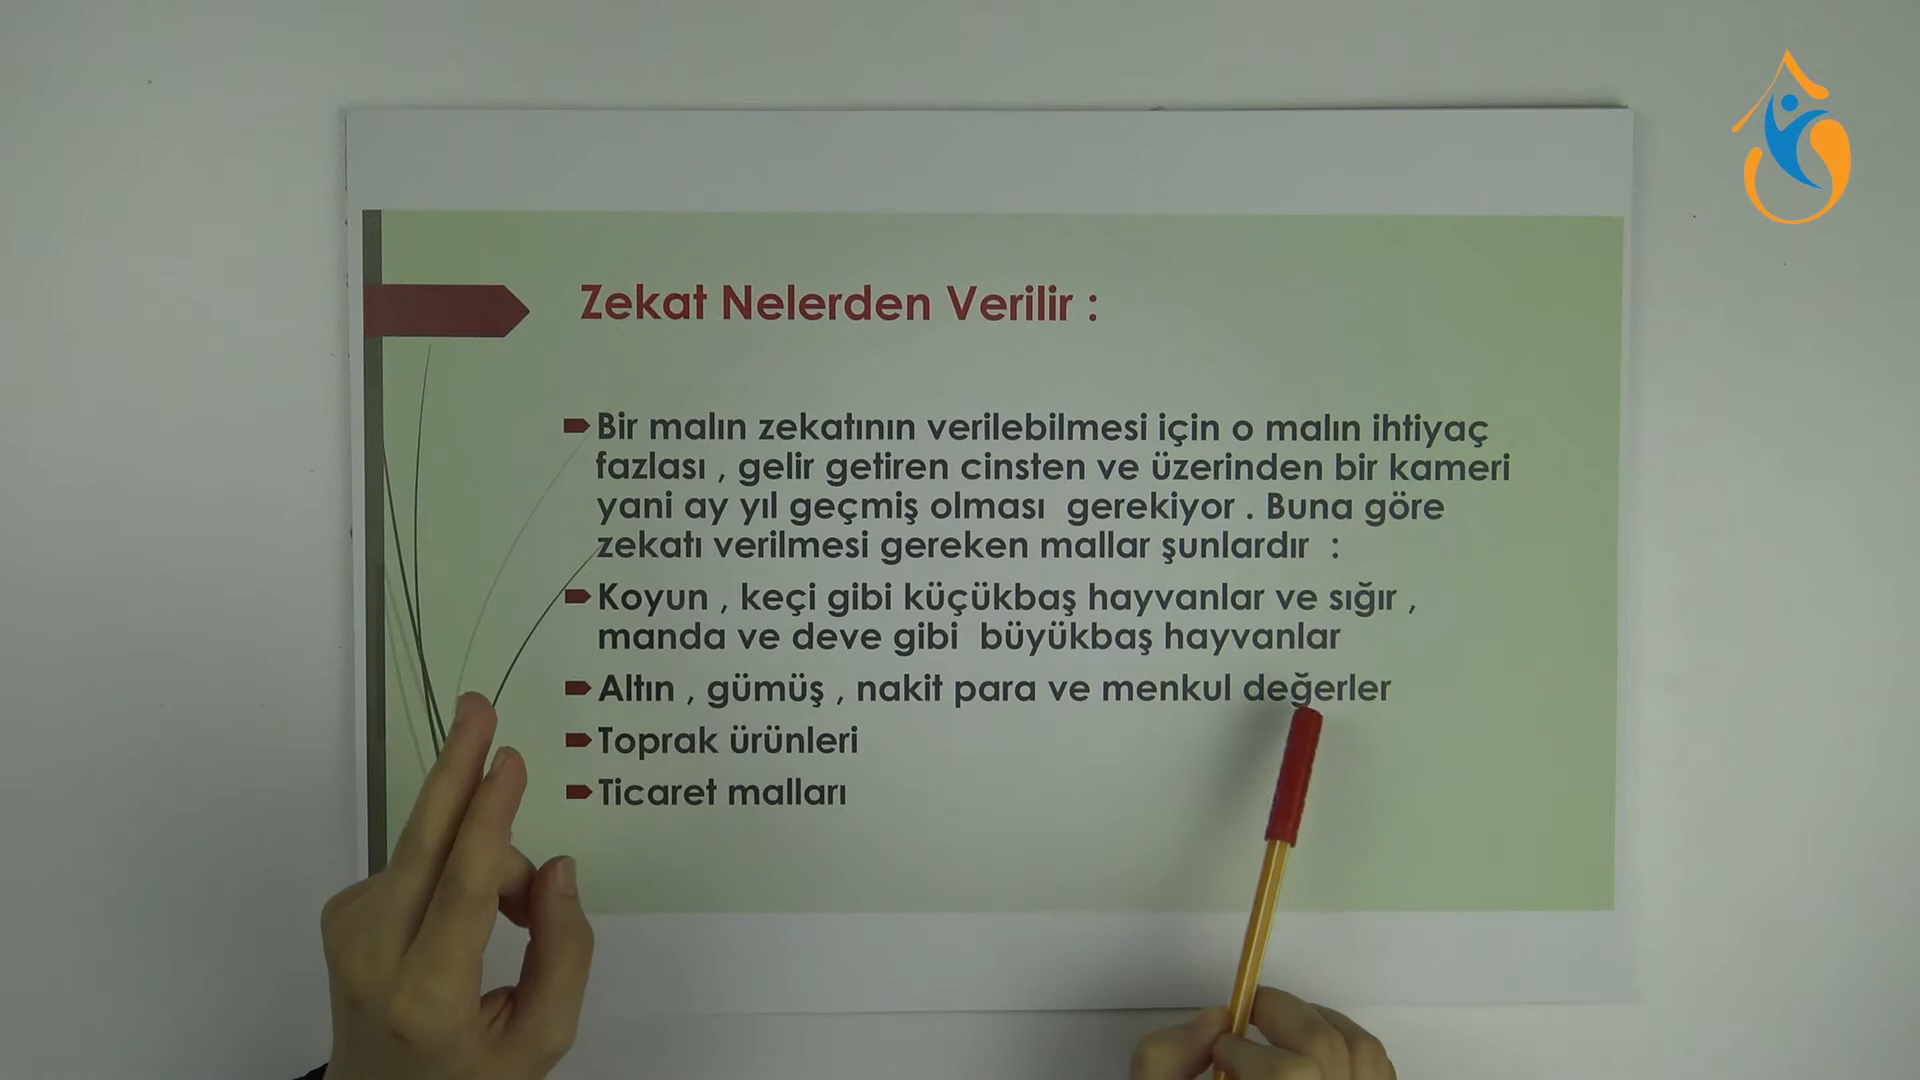 Zekat Nelerden Verilir :
Bir malın zekatının verilebilmesi için o malın ihtiyaç
fazlası , gelir getiren cinsten ve üzerinden bir kameri
yani ay yıl geçmiş olması gerekiyor . Buna göre
zekatı verilmesi gereken mallar şunlardır :
Koyun , keçi gibi küçükbaş hayvanlar ve sığır ,
manda ve deve gibi büyükbaş hayvanlar
Altın , gümüş , nakit para ve menkul değerler
Toprak ürünleri
Ticaret malları